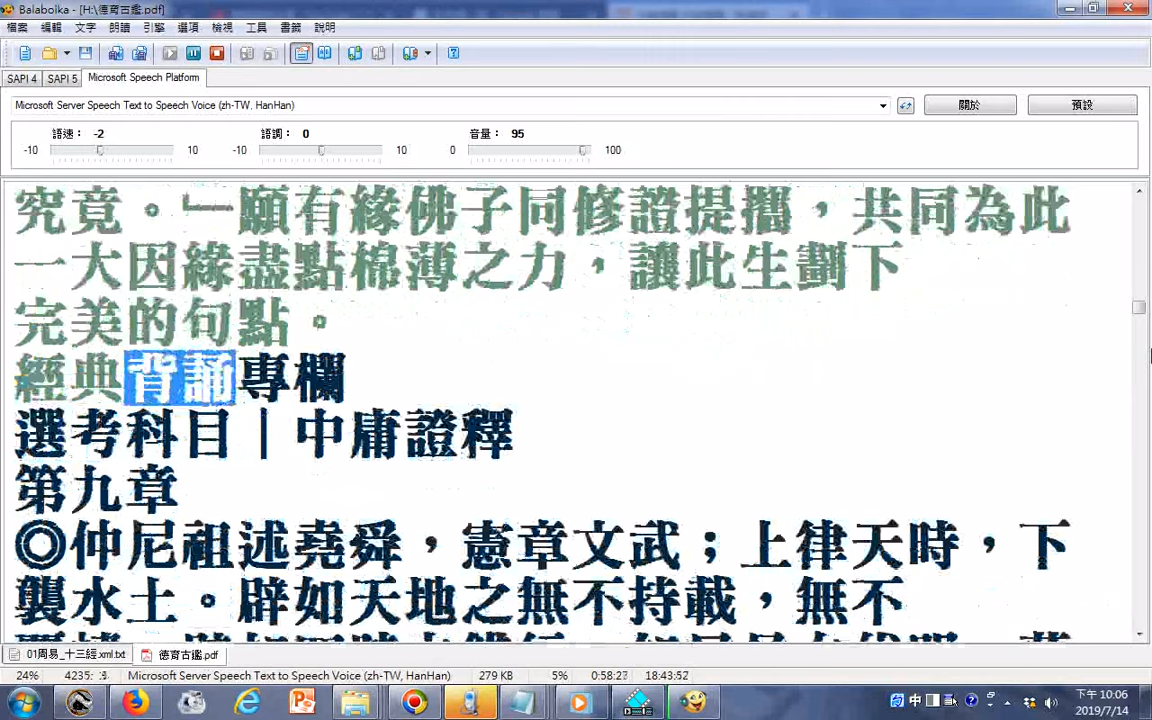 Balabolka - [H:\德育古鑑.pdf]
檔案 編輯 文字 朗讀 引擎 選項 檢視 工具 書籤 說明
SAPI 4 SAPI 5 Microsoft Speech Platform
Microsoft Server Speech Text to Speech Voice (zh-TW, HanHan) 關於 預設
語速： -2 語調： 0 音量： 95
-10 10 -10 10 0 100
究竟。﹂願有緣佛子同修證提攜，共同為此
一大因緣盡點棉薄之力，讓此生劃下
完美的句點。
經典背誦專欄
選考科目｜中庸證釋
第九章
◎仲尼祖述堯舜，憲章文武；上律天時，下
襲水土。辟如天地之無不持載，無不
01周易_十三經.xml.txt 德育古鑑.pdf
24% Microsoft Server Speech Text to Speech Voice (zh-TW, HanHan) 279 KB 5% 18:43:52
中 下午 10:06
2019/7/14